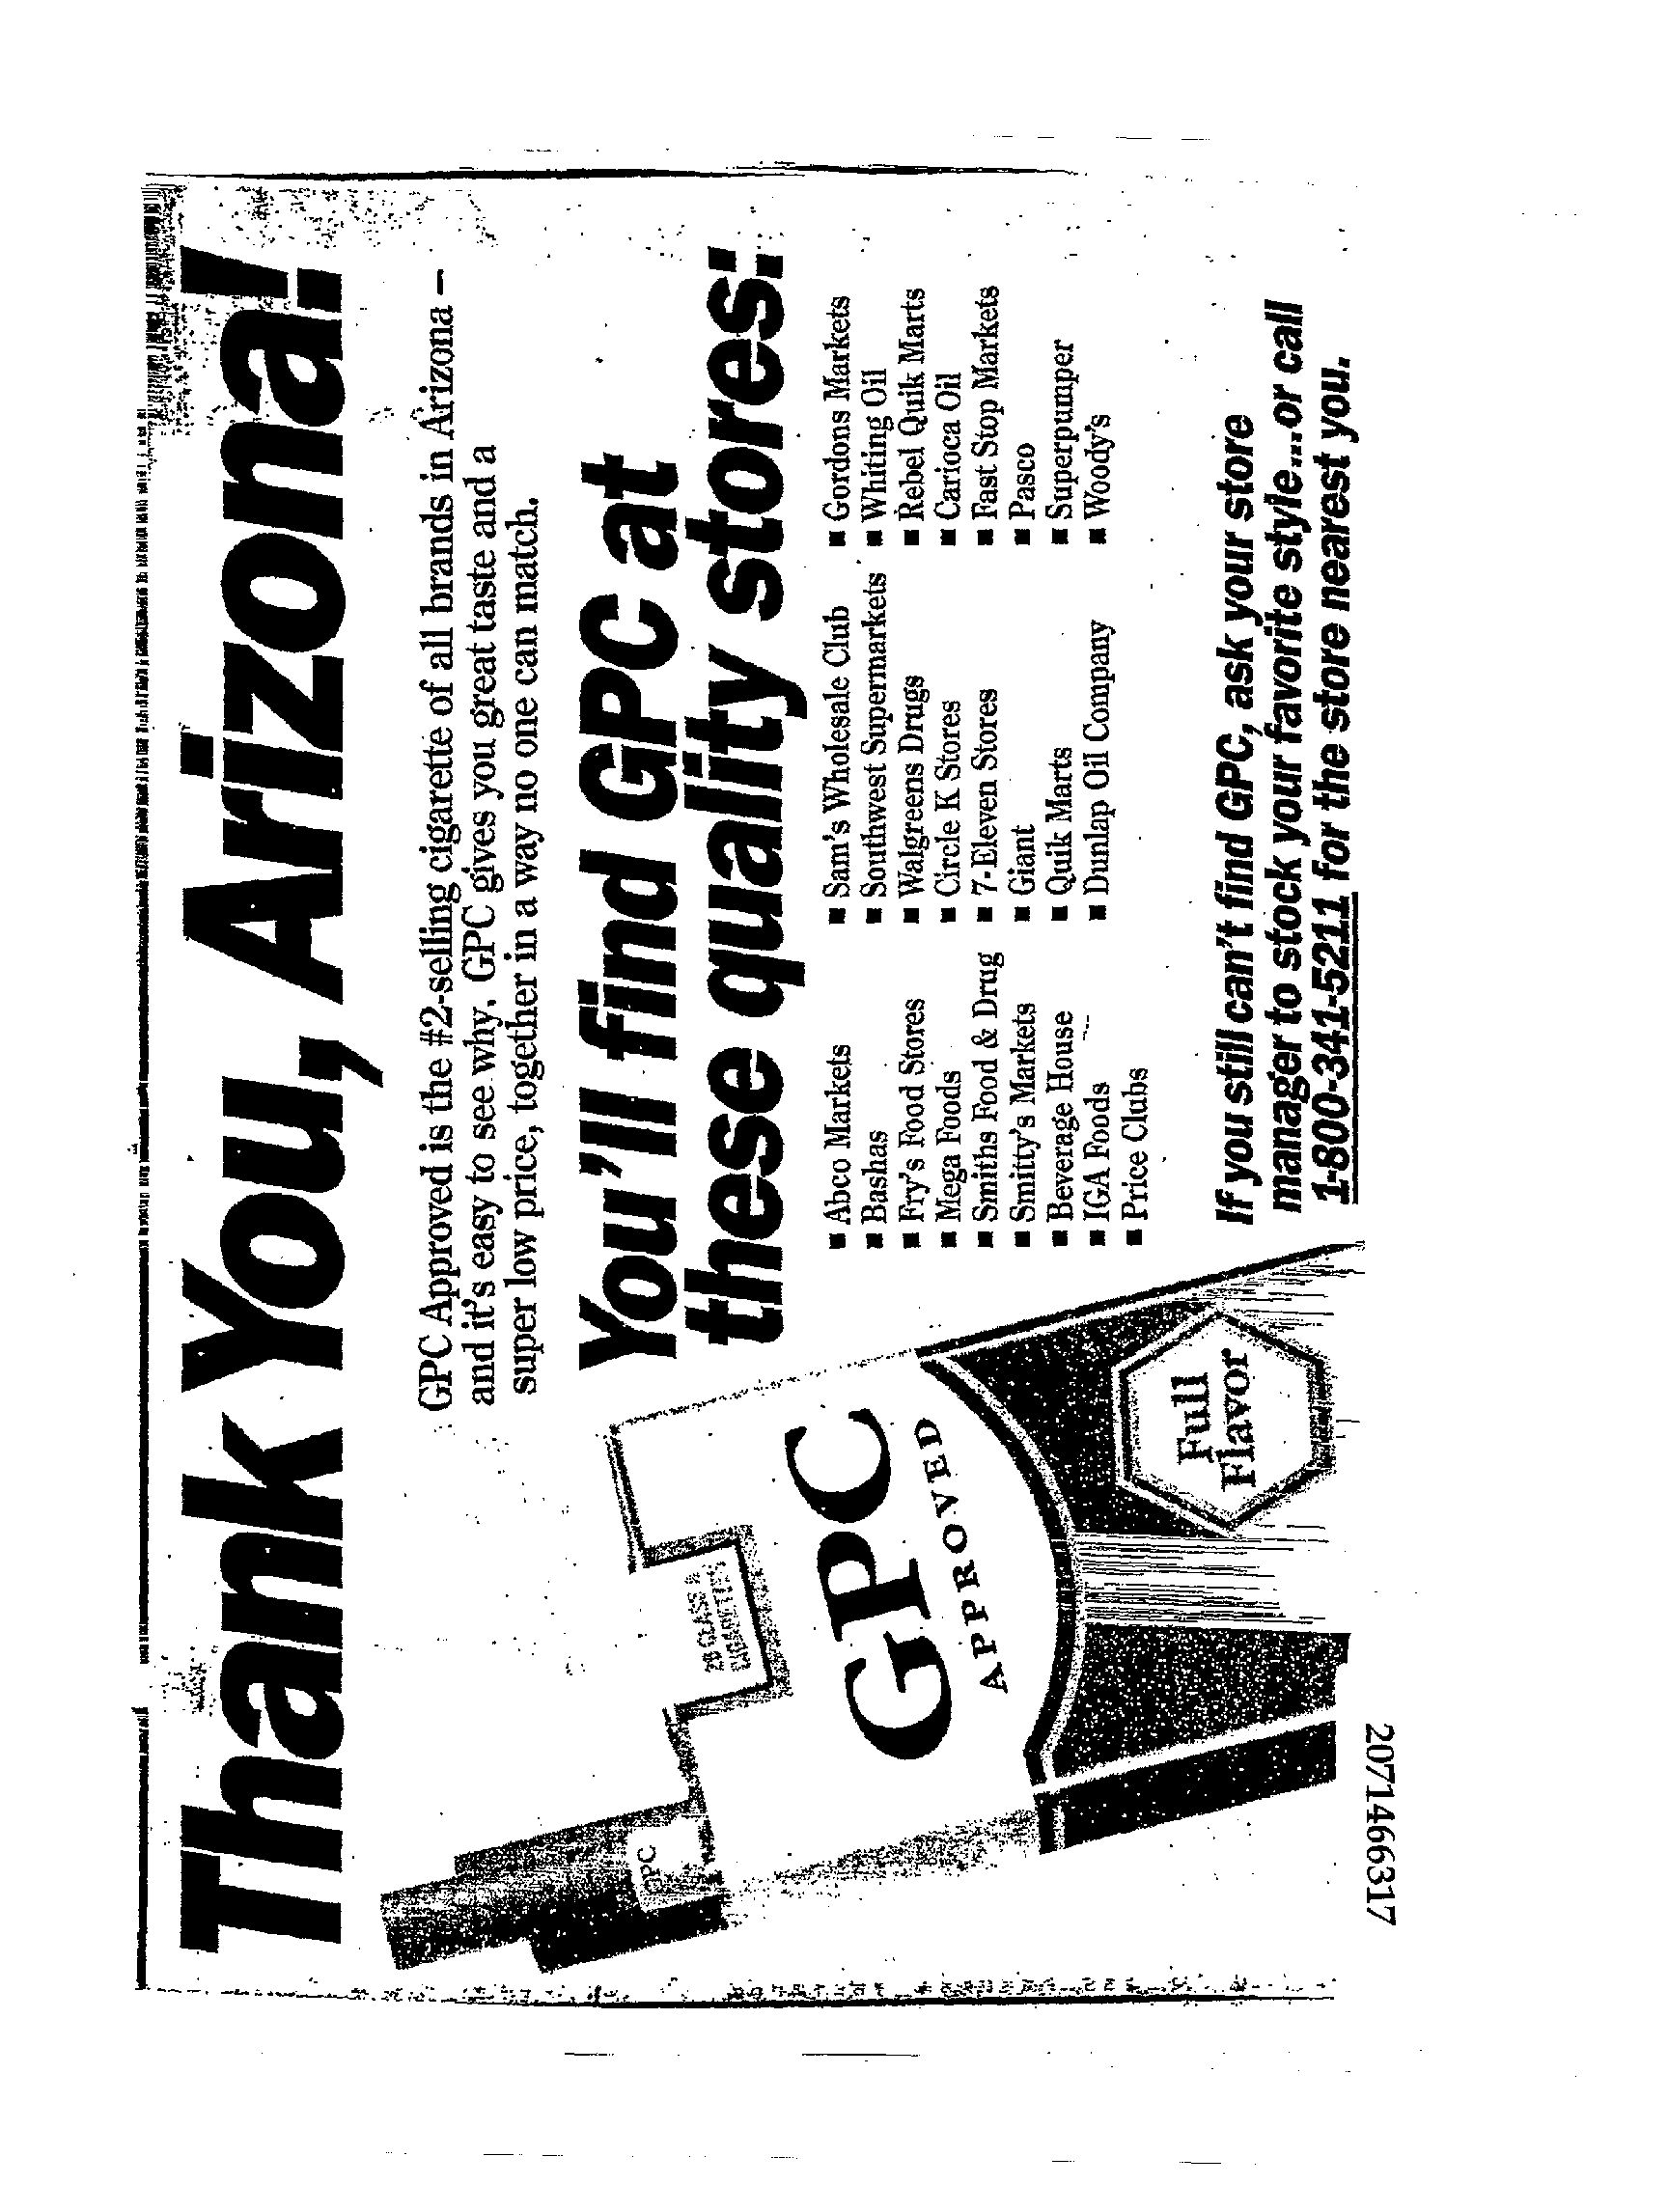 Thank You, Arizona!
GPC Approved is the #2-selling cigarette of all brands in Arizona –
and it's easy to see why. GPC gives you great taste and a
super low price, together in a way no one can match.
You'll find GPC at
these quality stores:
■ Abco Markets
■ Bashas
■ Fry's Food Stores
■ Mega Foods
■ Smiths Food & Drug
■ Smitty's Markets
■ Beverage House
■ IGA Foods
■ Price Clubs
■ Sam's Wholesale Club
■ Southwest Supermarkets
■ Walgreens Drugs
■ Circle K Stores
■ 7-Eleven Stores
■ Giant
■ Quik Marts
■ Dunlap Oil Company
■ Gordons Markets
■ Whiting Oil
■ Rebel Quik Marts
■ Carioca Oil
■ Fast Stop Markets
■ Pasco
■ Superpumper
■ Woody's
If you still can't find GPC, ask your store
manager to stock your favorite style...or call
1-800-341-5211 for the store nearest you.
GPC
20 CLASS A
CIGARETTES
GPC
APPROVED
Full
Flavor
2071466317